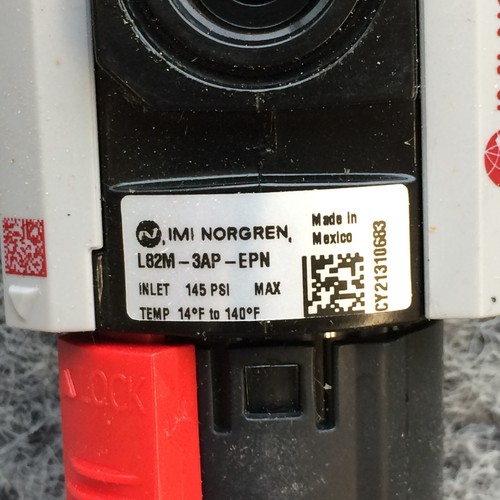 IMI NORGREN
Made in
Mexico
L82M-3AP-EPN
INLET 145 PSI MAX
TEMP 14°F to 140°F
CY21310683
LOCK